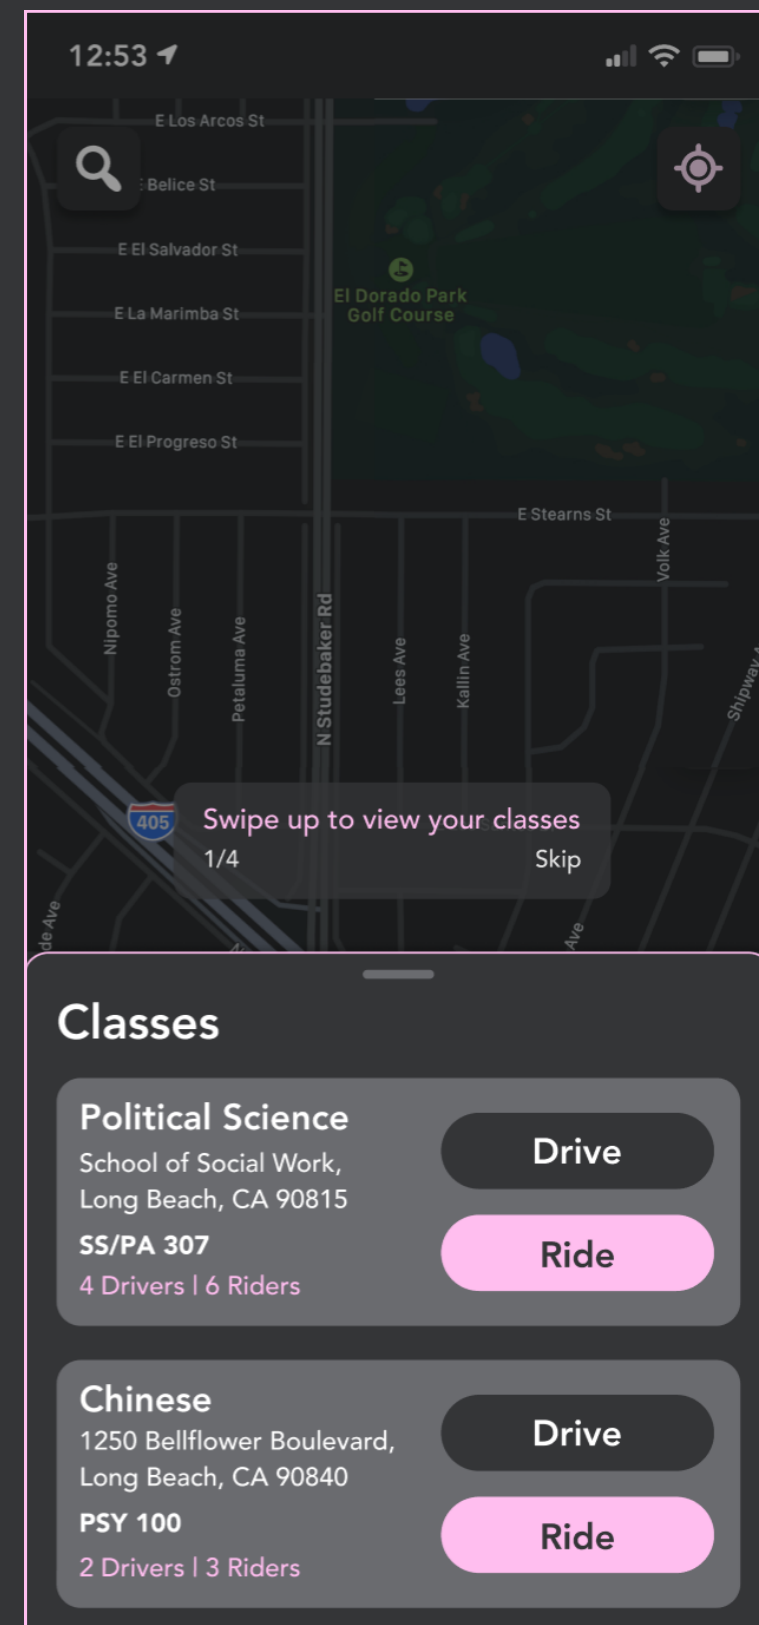 12:53
E Los Arcos St
E Belice St
E El Salvador St
E La Marimba St
E El Carmen St
E El Progreso St
El Dorado Park
Golf Course
E Stearns St
Volk Ave
Nipomo Ave
Ostrom Ave
Petaluma Ave
N Studebaker Rd
Lees Ave
Kallin Ave
Shipway
405
Swipe up to view your classes
1/4 Skip
de Ave
Ave
Classes
Political Science
School of Social Work,
Long Beach, CA 90815
SS/PA 307
4 Drivers | 6 Riders
Drive
Ride
Chinese
1250 Bellflower Boulevard,
Long Beach, CA 90840
PSY 100
2 Drivers | 3 Riders
Drive
Ride